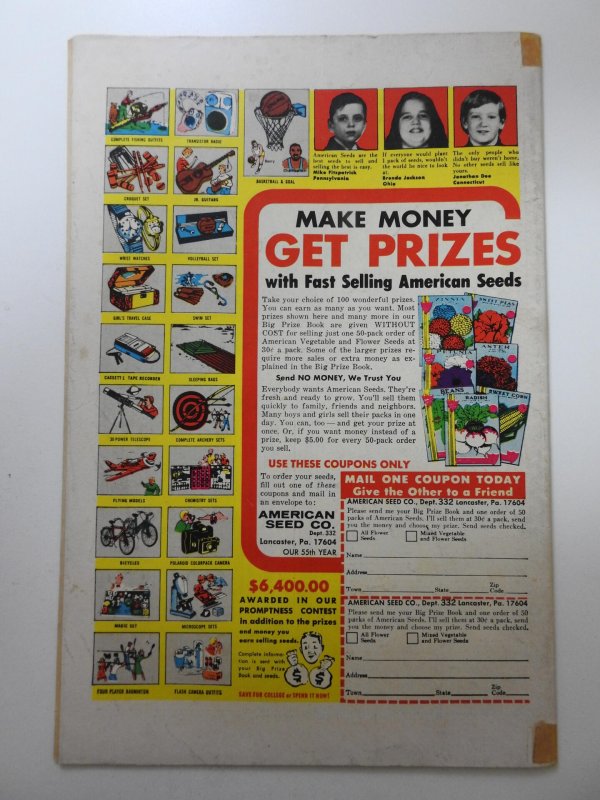 COMPLETE FISHING OUTFITS
TRANSISTOR RADIO
BASKETBALL & GOAL
American Seeds are the
best seeds to sell and
selling the best is easy.
Mike Fitzpatrick
Pennsylvania
If everyone would plant
1 pack of seeds, wouldn't
the world be nice to look
at.
Brenda Jackson
Ohio
The only people who
didn't buy weren't home.
No other seeds sell like
yours.
Jonathan Dee
Connecticut
CROQUET SET
JR. GUITARS
WRIST WATCHES
VOLLEYBALL SET
GIRL'S TRAVEL CASE
SWIM SET
CASSETTE TAPE RECORDER
SLEEPING BAGS
30-POWER TELESCOPE
COMPLETE ARCHERY SETS
FLYING MODELS
CHEMISTRY SETS
BICYCLES
POLAROID COLORPACK CAMERA
MAGIC SET
MICROSCOPE SETS
FOUR PLAYER BADMINTON
FLASH CAMERA OUTFITS
MAKE MONEY
GET PRIZES
with Fast Selling American Seeds
Take your choice of 100 wonderful prizes.
You can earn as many as you want. Most
prizes shown here and many more in our
Big Prize Book are given WITHOUT
COST for selling just one 50-pack order of
American Vegetable and Flower Seeds at
30¢ a pack. Some of the larger prizes re-
quire more sales or extra money as ex-
plained in the Big Prize Book.
Send NO MONEY, We Trust You
Everybody wants American Seeds. They're
fresh and ready to grow. You'll sell them
quickly to family, friends and neighbors.
Many boys and girls sell their packs in one
day. You can, too — and get your prize at
once. Or, if you want money instead of a
prize, keep $5.00 for every 50-pack order
you sell.
ZINNIA
SWEET PEAS
PETUNIA
ASTER
BEANS
RADISH
SWEET CORN
USE THESE COUPONS ONLY
To order your seeds,
fill out one of these
coupons and mail in
an envelope to:
AMERICAN
SEED CO.
Dept. 332
Lancaster, Pa. 17604
OUR 55th YEAR
$6,400.00
AWARDED IN OUR
PROMPTNESS CONTEST
In addition to the prizes
and money you
earn selling seeds.
Complete informa-
tion is sent with
your Big Prize
Book and seeds.
$ $
SAVE FOR COLLEGE or SPEND IT NOW!
MAIL ONE COUPON TODAY
Give the Other to a Friend
AMERICAN SEED CO., Dept. 332 Lancaster, Pa. 17604
Please send me your Big Prize Book and one order of 50
packs of American Seeds. I'll sell them at 30¢ a pack, send
you the money and choose my prize. Send seeds checked.
All Flower
Seeds
Mixed Vegetable
and Flower Seeds
Name
Address
Town State Zip Code
AMERICAN SEED CO., Dept. 332 Lancaster, Pa. 17604
Please send me your Big Prize Book and one order of 50
packs of American Seeds. I'll sell them at 30¢ a pack, send
you the money and choose my prize. Send seeds checked.
All Flower
Seeds
Mixed Vegetable
and Flower Seeds
Name
Address
Town State Zip Code